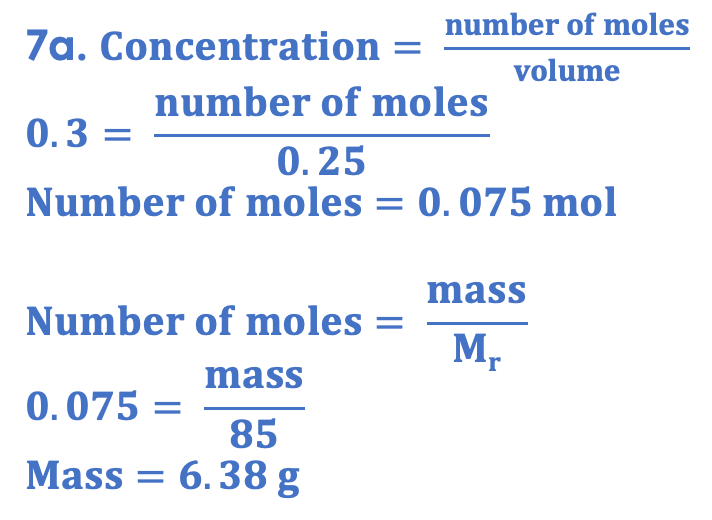 7a. Concentration = number of moles / volume
0.3 = number of moles / 0.25
Number of moles = 0.075 mol
Number of moles = mass / Mᵣ
0.075 = mass / 85
Mass = 6.38 g